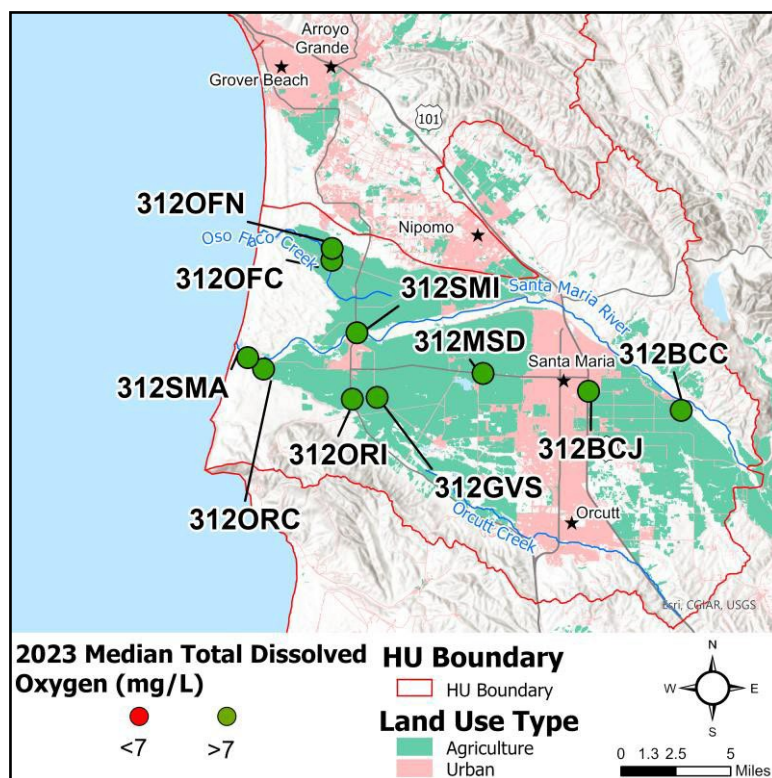 Arroyo
Grande
Grover Beach
101
312OFN
Nipomo
Oso Flaco Creek
312OFC
312SMI
Santa Maria River
312MSD
Santa Maria
312BCC
312SMA
312ORI
312BCJ
312GVS
312ORC
Orcutt
Orcutt Creek
Esri, CGIAR, USGS
2023 Median Total Dissolved
Oxygen (mg/L)
<7
>7
HU Boundary
HU Boundary
Land Use Type
Agriculture
Urban
N
W
E
S
0 1.3 2.5 5
Miles